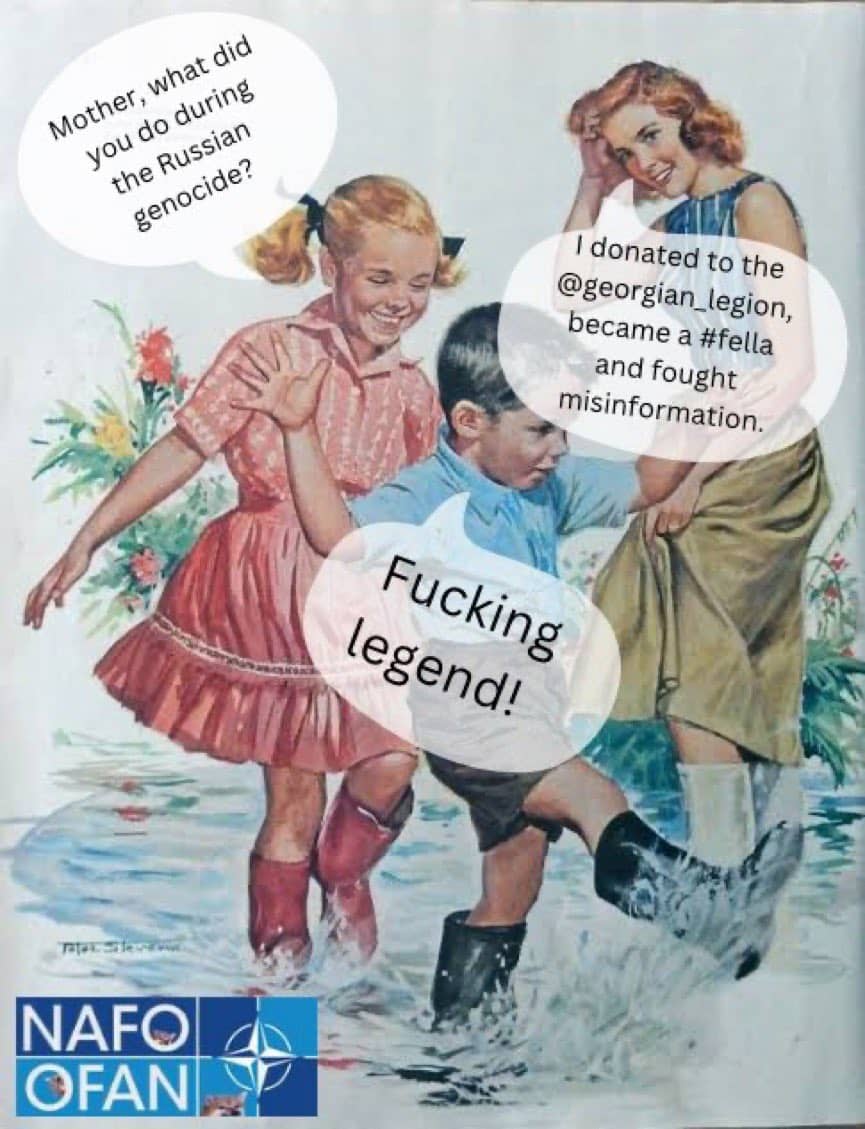 Mother, what did
you do during
the Russian
genocide?
I donated to the
@georgian_legion,
became a #fella
and fought
misinformation.
Fucking
legend!
NAFO
OFAN